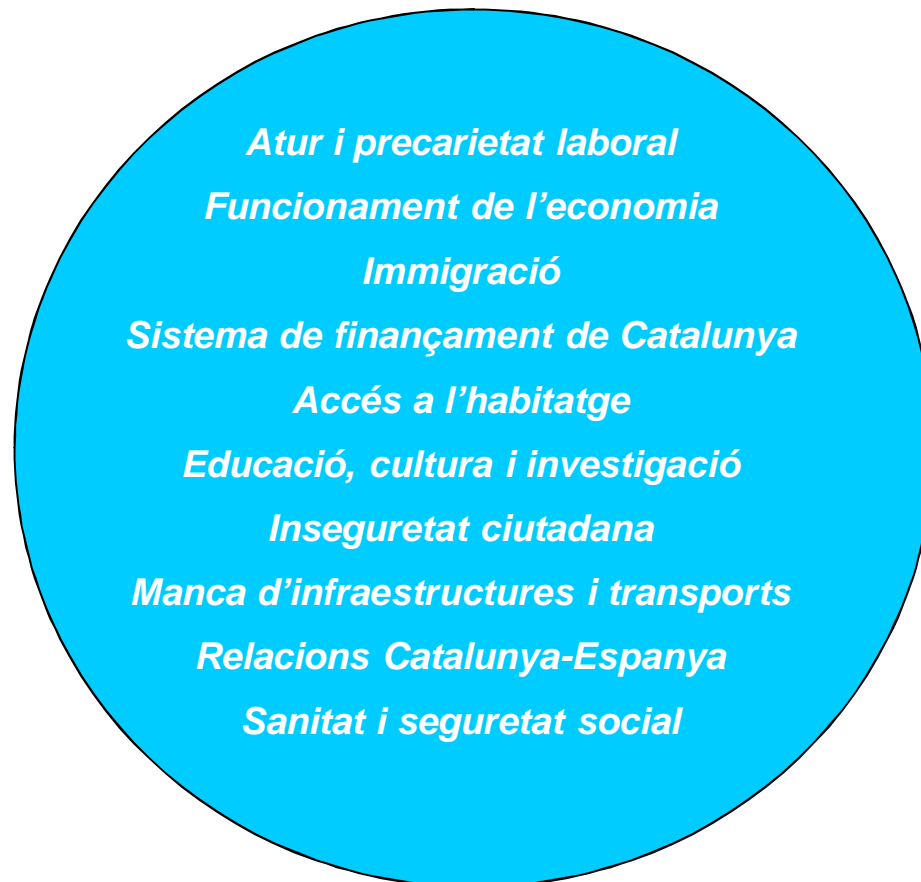 Atur i precarietat laboral
Funcionament de l’economia
Immigració
Sistema de finançament de Catalunya
Accés a l’habitatge
Educació, cultura i investigació
Inseguretat ciutadana
Manca d’infraestructures i transports
Relacions Catalunya-Espanya
Sanitat i seguretat social